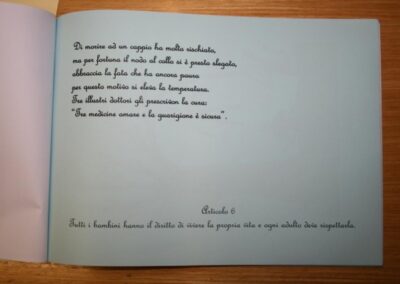 Di morire ad un cappio ha molto rischiato,
ma per fortuna il nodo al collo si è presto slegato,
abbraccia la fata che ha ancora paura
per questo motivo si eleva la temperatura.
Tre illustri dottori gli prescrivon la cura:
"Tre medicine amare e la guarigione è sicura".
Articolo 6
Tutti i bambini hanno il diritto di vivere la propria vita e ogni adulto deve rispettarla.